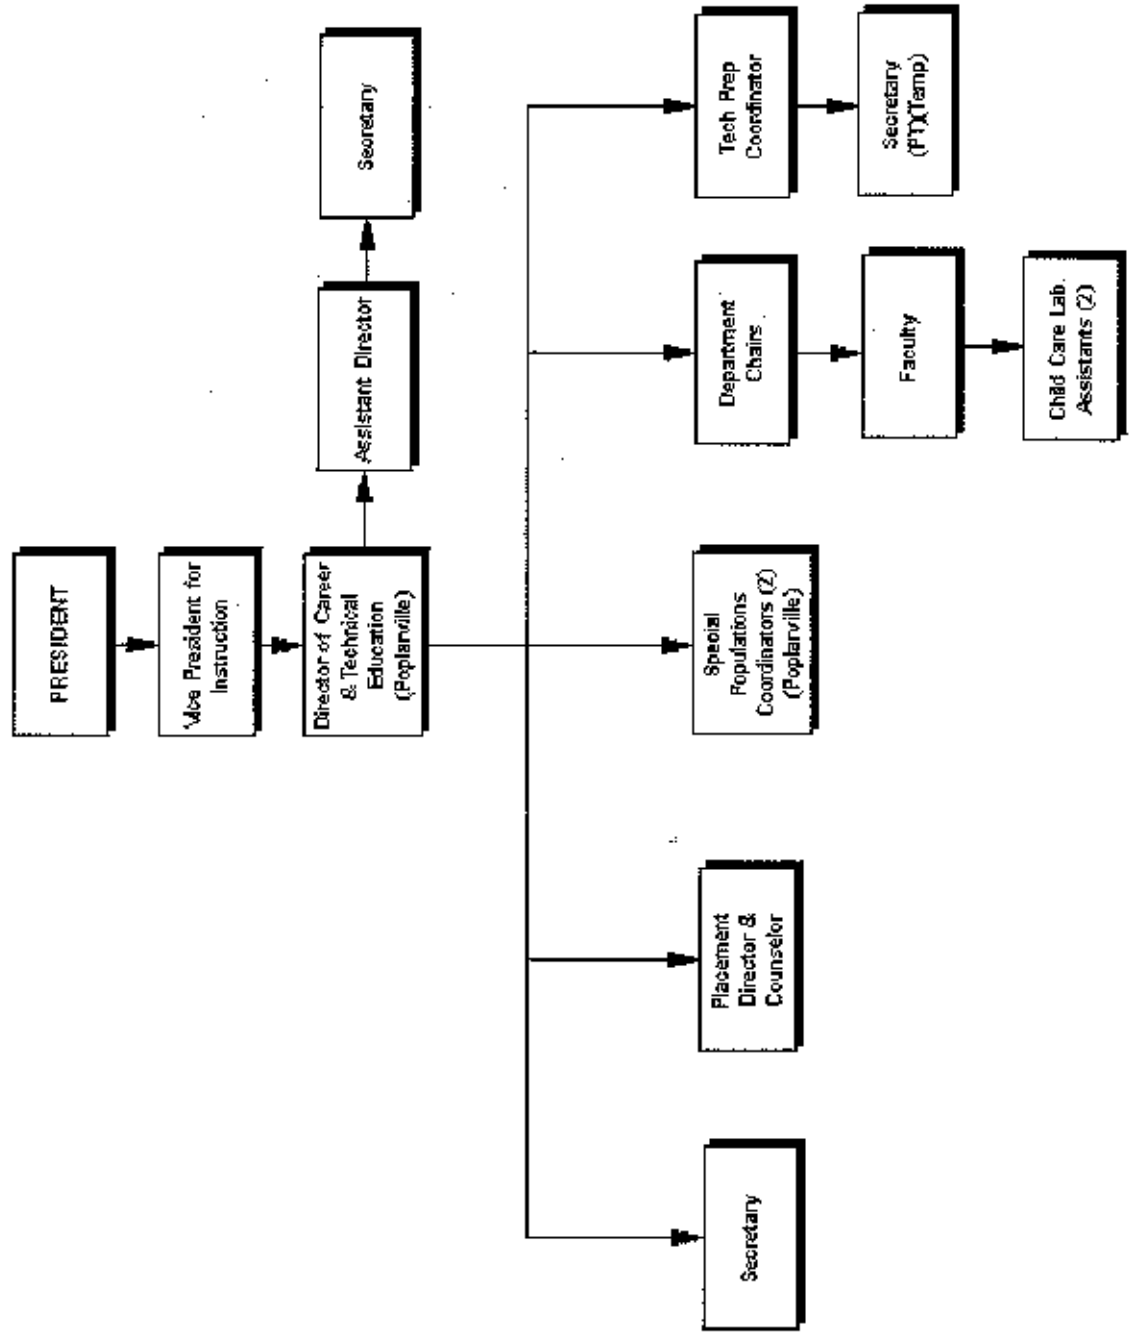 PRESIDENT
Vice President for
Instruction
Director of Career
& Technical
Education
(Poplarville)
Assistant Director
Secretary
Secretary
Placement
Director &
Counselor
Special
Populations
Coordinators (2)
(Poplarville)
Department
Chairs
Faculty
Child Care Lab.
Assistants (2)
Tech Prep
Coordinator
Secretary
(PT)(Temp)